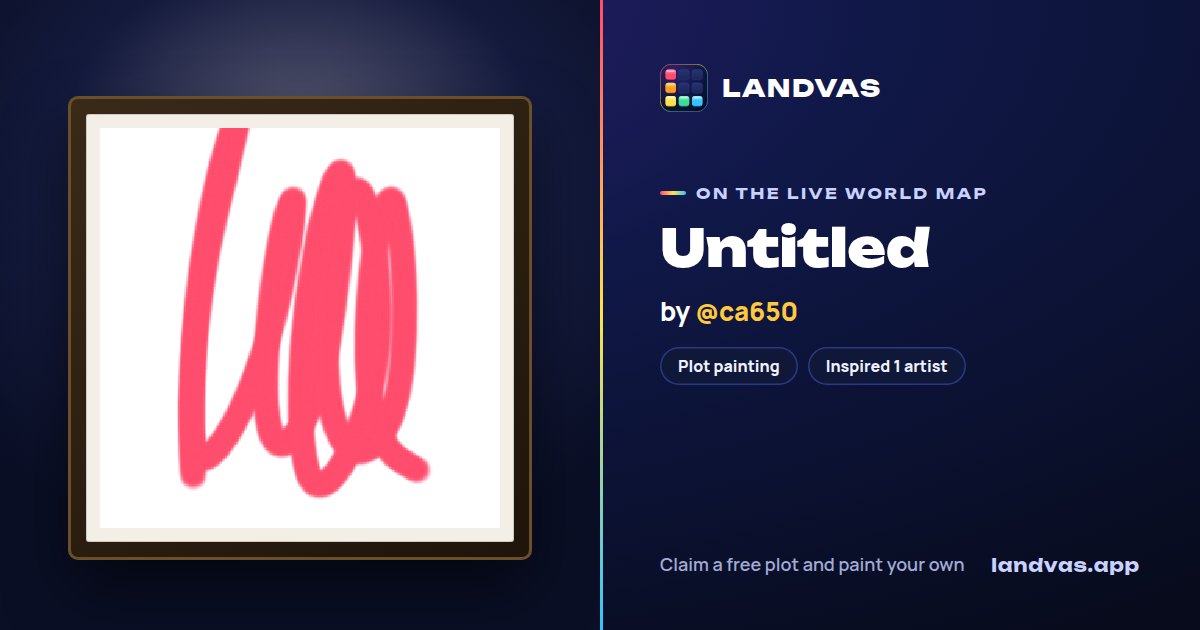 LANDVAS
ON THE LIVE WORLD MAP
Untitled
by @ca650
Plot painting
Inspired 1 artist
Claim a free plot and paint your own
landvas.app